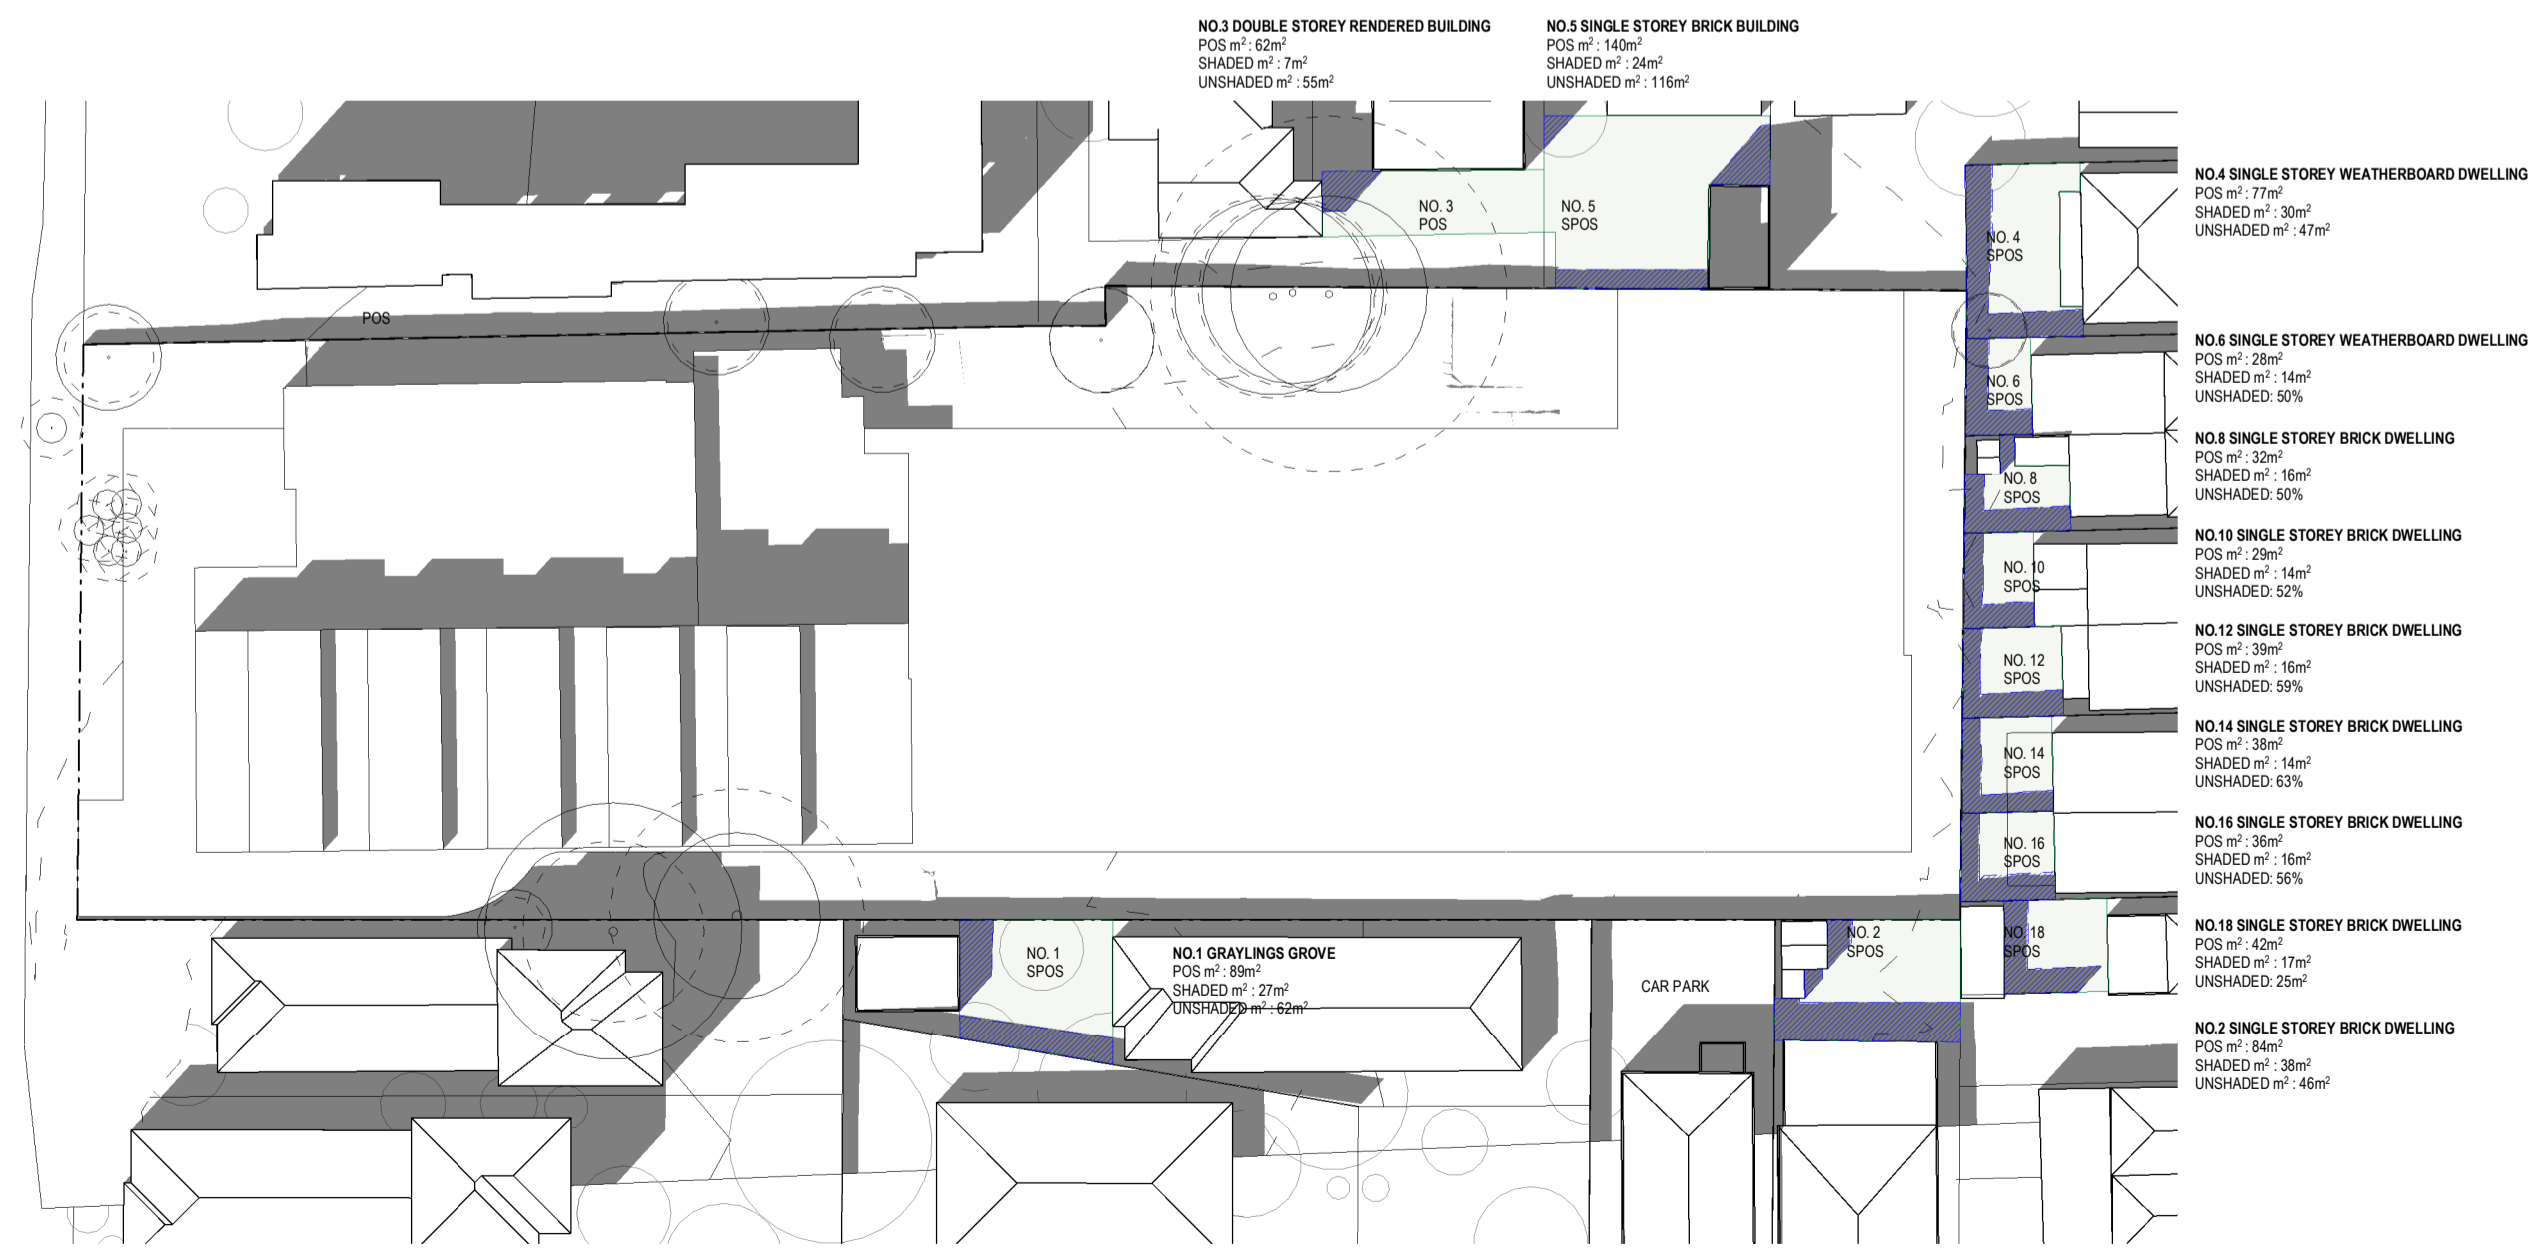 NO.3 DOUBLE STOREY RENDERED BUILDING
POS m² : 62m²
SHADED m² : 7m²
UNSHADED m² : 55m²
NO.5 SINGLE STOREY BRICK BUILDING
POS m² : 140m²
SHADED m² : 24m²
UNSHADED m² : 116m²
NO. 3
POS
NO. 5
SPOS
NO. 4
SPOS
NO.4 SINGLE STOREY WEATHERBOARD DWELLING
POS m² : 77m²
SHADED m² : 30m²
UNSHADED m² : 47m²
POS
NO. 6
SPOS
NO.6 SINGLE STOREY WEATHERBOARD DWELLING
POS m² : 28m²
SHADED m² : 14m²
UNSHADED: 50%
NO. 8
SPOS
NO.8 SINGLE STOREY BRICK DWELLING
POS m² : 32m²
SHADED m² : 16m²
UNSHADED: 50%
NO. 10
SPOS
NO.10 SINGLE STOREY BRICK DWELLING
POS m² : 29m²
SHADED m² : 14m²
UNSHADED: 52%
NO. 12
SPOS
NO.12 SINGLE STOREY BRICK DWELLING
POS m² : 39m²
SHADED m² : 16m²
UNSHADED: 59%
NO. 14
SPOS
NO.14 SINGLE STOREY BRICK DWELLING
POS m² : 38m²
SHADED m² : 14m²
UNSHADED: 63%
NO. 16
SPOS
NO.16 SINGLE STOREY BRICK DWELLING
POS m² : 36m²
SHADED m² : 16m²
UNSHADED: 56%
NO. 1
SPOS
NO.1 GRAYLINGS GROVE
POS m² : 89m²
SHADED m² : 27m²
UNSHADED m² : 62m²
CAR PARK
NO. 2
SPOS
NO. 18
SPOS
NO.18 SINGLE STOREY BRICK DWELLING
POS m² : 42m²
SHADED m² : 17m²
UNSHADED m² : 25m²
NO.2 SINGLE STOREY BRICK DWELLING
POS m² : 84m²
SHADED m² : 38m²
UNSHADED m² : 46m²